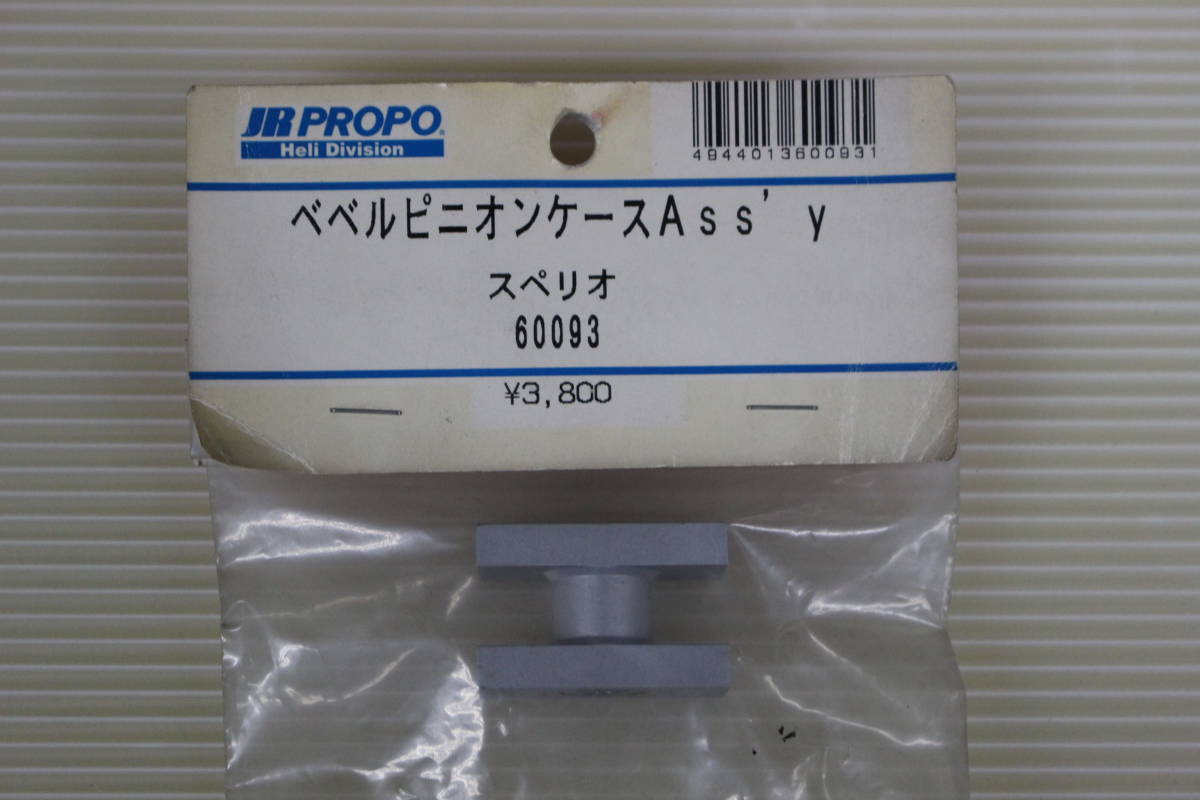 JR PROPO
Heli Division
4944013600931
ベベルピニオンケースAss'y
スペリオ
60093
¥3,800